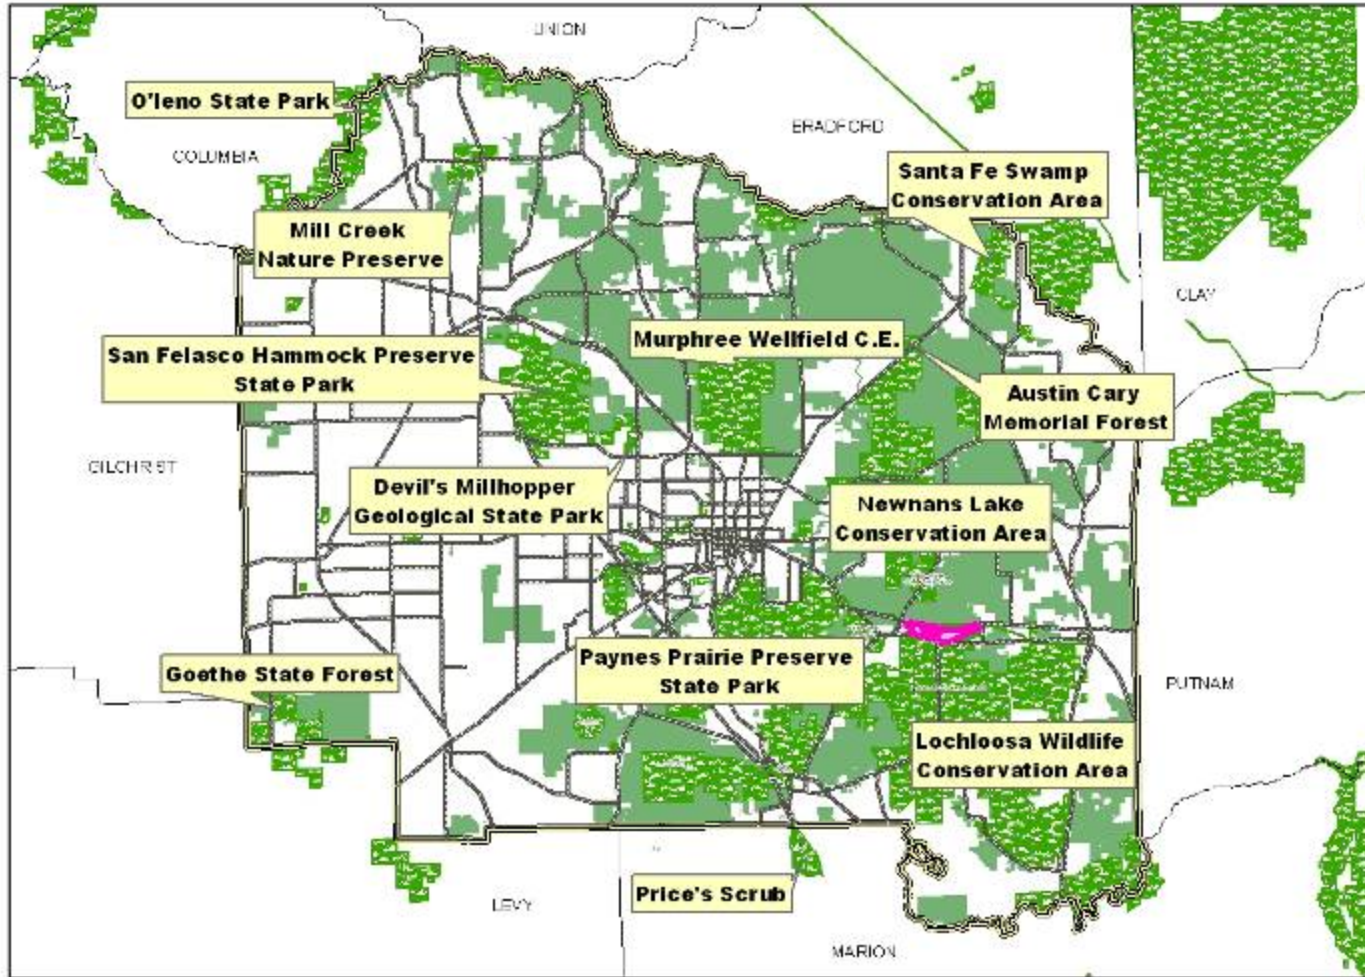 UNION
O'leno State Park
BRADFORD
COLUMBIA
Santa Fe Swamp
Conservation Area
Mill Creek
Nature Preserve
CLAY
Murphree Wellfield C.E.
San Felasco Hammock Preserve
State Park
Austin Cary
Memorial Forest
GILCHRIST
Devil's Millhopper
Geological State Park
Newnans Lake
Conservation Area
Goethe State Forest
Paynes Prairie Preserve
State Park
PUTNAM
Lochloosa Wildlife
Conservation Area
Price's Scrub
LEVY
MARION